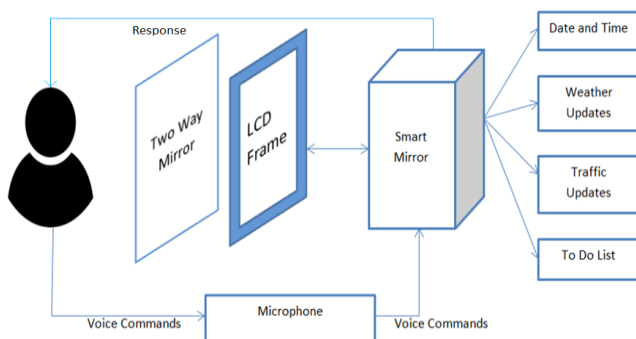 Response
Date and Time
Two Way
Mirror
LCD
Frame
Smart
Mirror
Weather
Updates
Traffic
Updates
To Do List
Microphone
Voice Commands
Voice Commands